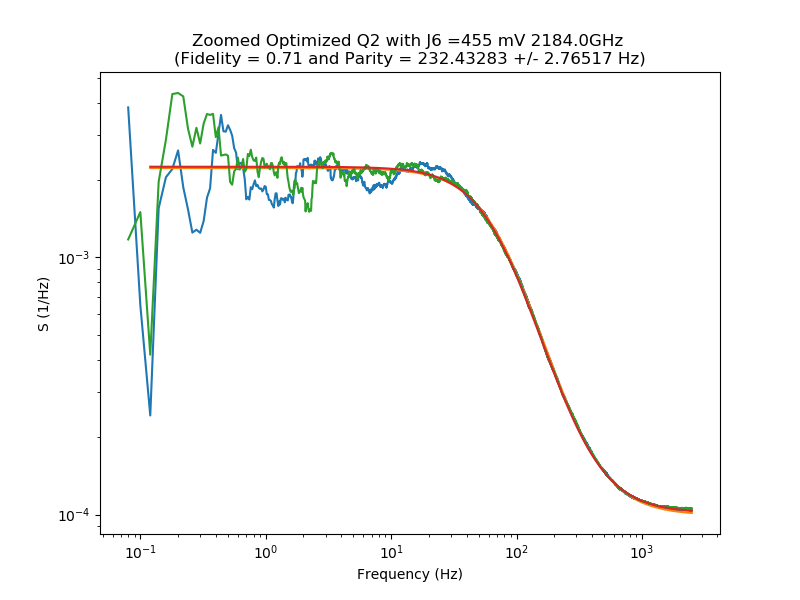 Zoomed Optimized Q2 with J6 =455 mV 2184.0GHz
(Fidelity = 0.71 and Parity = 232.43283 +/- 2.76517 Hz)
S (1/Hz)
10⁻³
10⁻⁴
10⁻¹ 10⁰ 10¹ 10² 10³
Frequency (Hz)